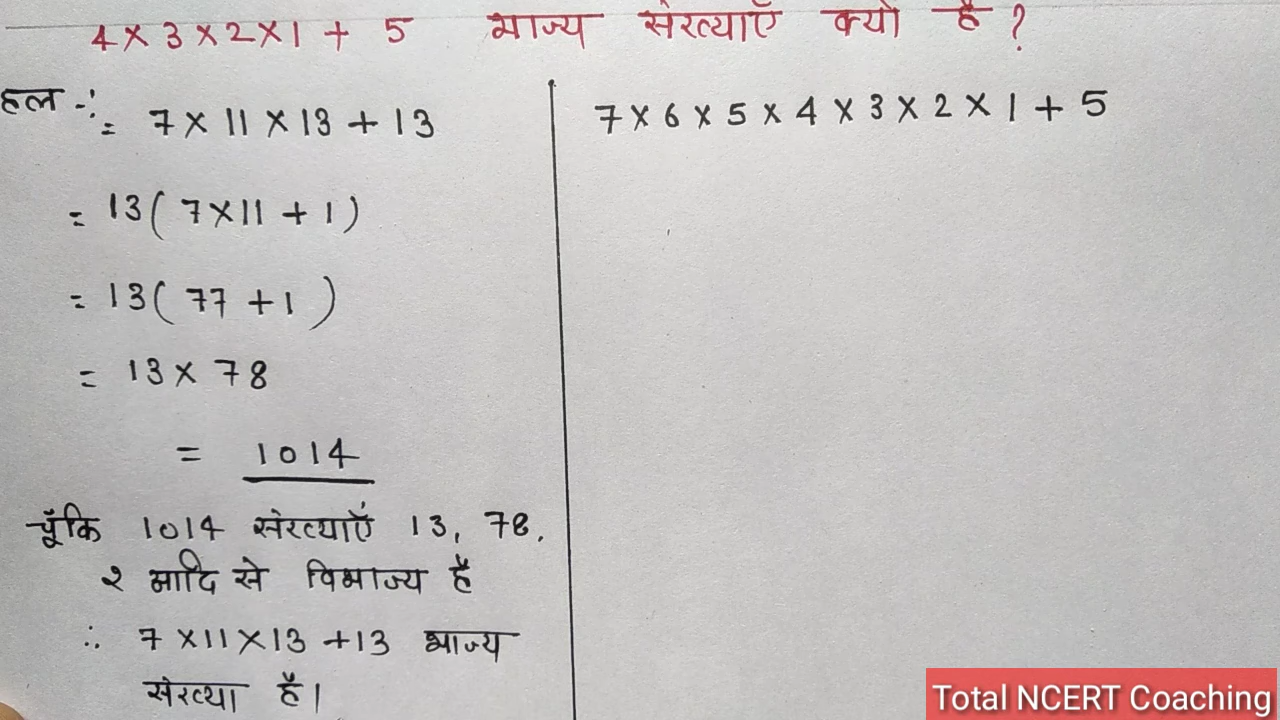 4 × 3 × 2 × 1 + 5 भाज्य संख्याएँ क्यों हैं ?
हल -:
= 7 × 11 × 13 + 13
= 13 ( 7 × 11 + 1 )
= 13 ( 77 + 1 )
= 13 × 78
= 1014
चूँकि 1014 संख्याएँ 13, 78,
2 आदि से विभाज्य है
∴ 7 × 11 × 13 + 13 भाज्य
संख्या है।
7 × 6 × 5 × 4 × 3 × 2 × 1 + 5
Total NCERT Coaching